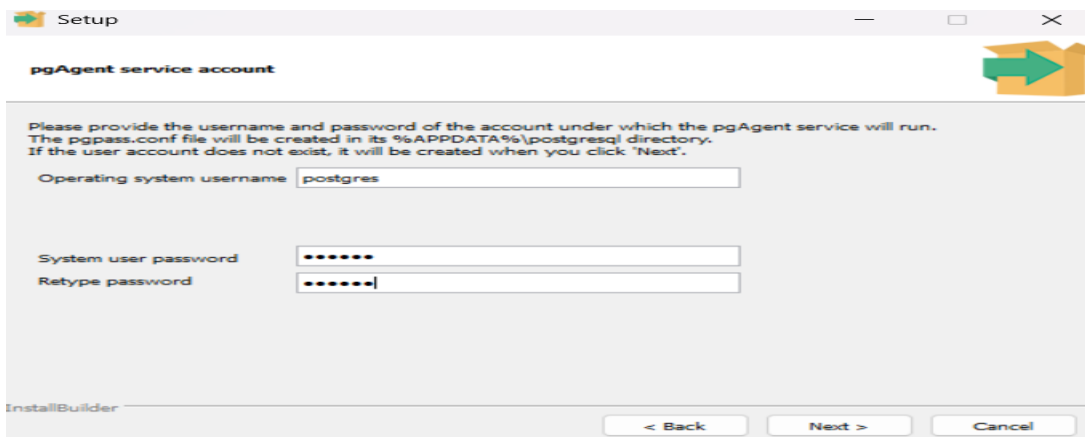 Setup
pgAgent service account
Please provide the username and password of the account under which the pgAgent service will run.
The pgpass.conf file will be created in its %APPDATA%\postgresql directory.
If the user account does not exist, it will be created when you click 'Next'.
Operating system username postgres
System user password ••••••
Retype password ••••••
InstallBuilder
< Back Next > Cancel